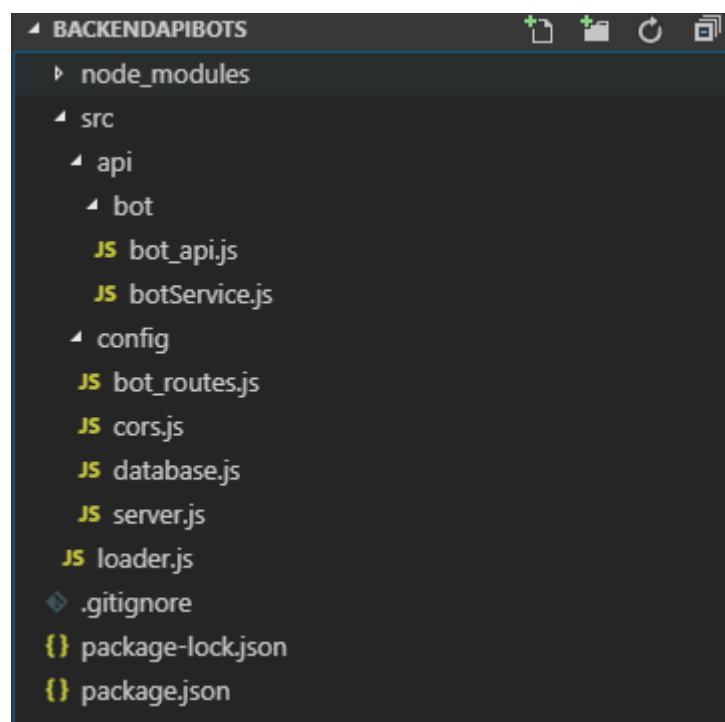 BACKENDAPIBOTS
node_modules
src
api
bot
JS bot_api.js
JS botService.js
config
JS bot_routes.js
JS cors.js
JS database.js
JS server.js
JS loader.js
.gitignore
{} package-lock.json
{} package.json